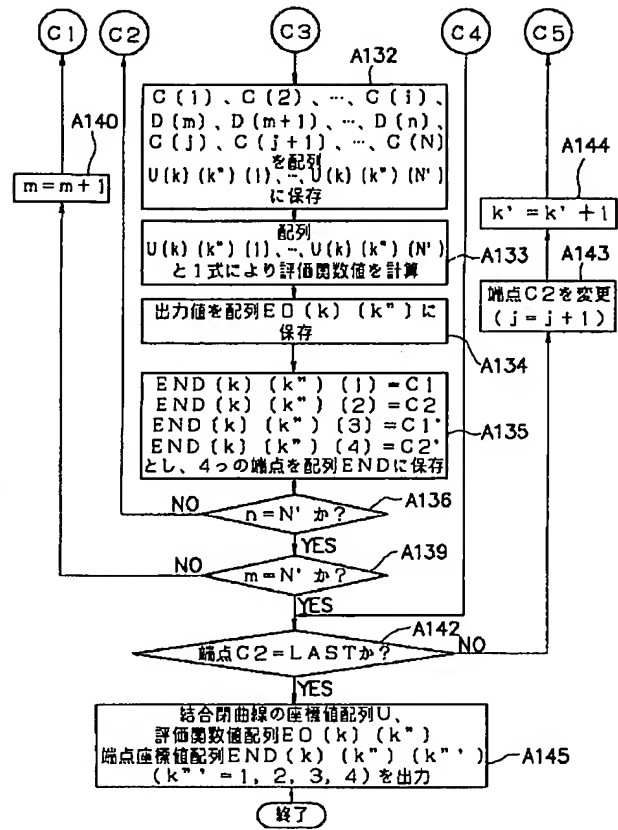 C1
C2
C3
C4
C5
A132
C(1)、C(2)、…、C(i)、
D(m)、D(m+1)、…、D(n)、
C(j)、C(j+1)、…、C(N)
を配列
U(k)(k")(1)、…、U(k)(k")(N')
に保存
A140
m=m+1
A144
k'=k'+1
配列
U(k)(k")(1)、…、U(k)(k")(N')
と1式により評価関数値を計算
A133
A143
端点C2を変更
(j=j+1)
出力値を配列EO(k)(k")に
保存
A134
END(k)(k")(1)=C1
END(k)(k")(2)=C2
END(k)(k")(3)=C1'
END(k)(k")(4)=C2'
とし、4つの端点を配列ENDに保存
A135
A136
NO
n=N'か?
YES
A139
NO
m=N'か?
YES
A142
端点C2=LASTか?
NO
YES
結合閉曲線の座標値配列U、
評価関数値配列EO(k)(k")
端点座標値配列END(k)(k")(k"')
(k"'=1,2,3,4)を出力
A145
終了